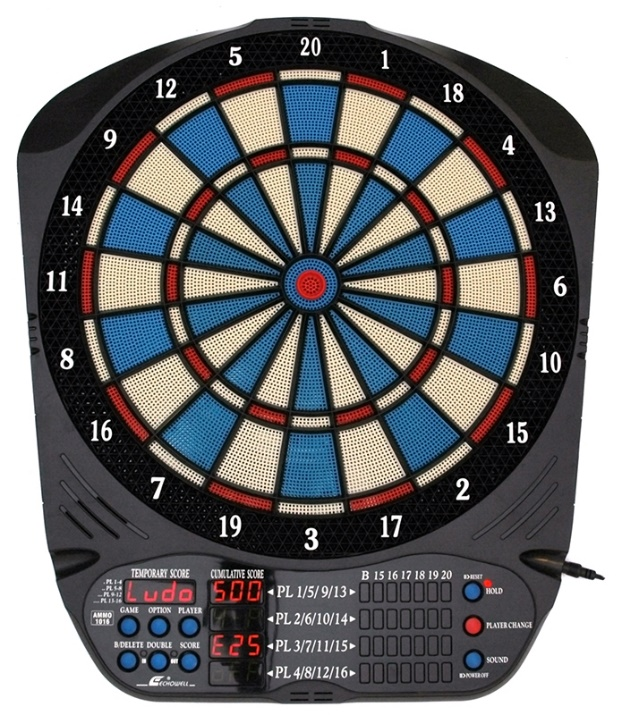 20
5 1
12 18
9 4
14 13
11 6
8 10
16 15
7 2
19 17
3
TEMPORARY SCORE CUMULATIVE SCORE
B 15 16 17 18 19 20
PL 1-4
PL 5-8
PL 9-12
PL 13-16
Ludo 500 PL 1/5/9/13
HOLD
GAME OPTION PLAYER
AMMO
1016
PL 2/6/10/14
PLAYER CHANGE
B/DELETE DOUBLE SCORE
E25 PL 3/7/11/15
SOUND
PL 4/8/12/16
ECHOWELL